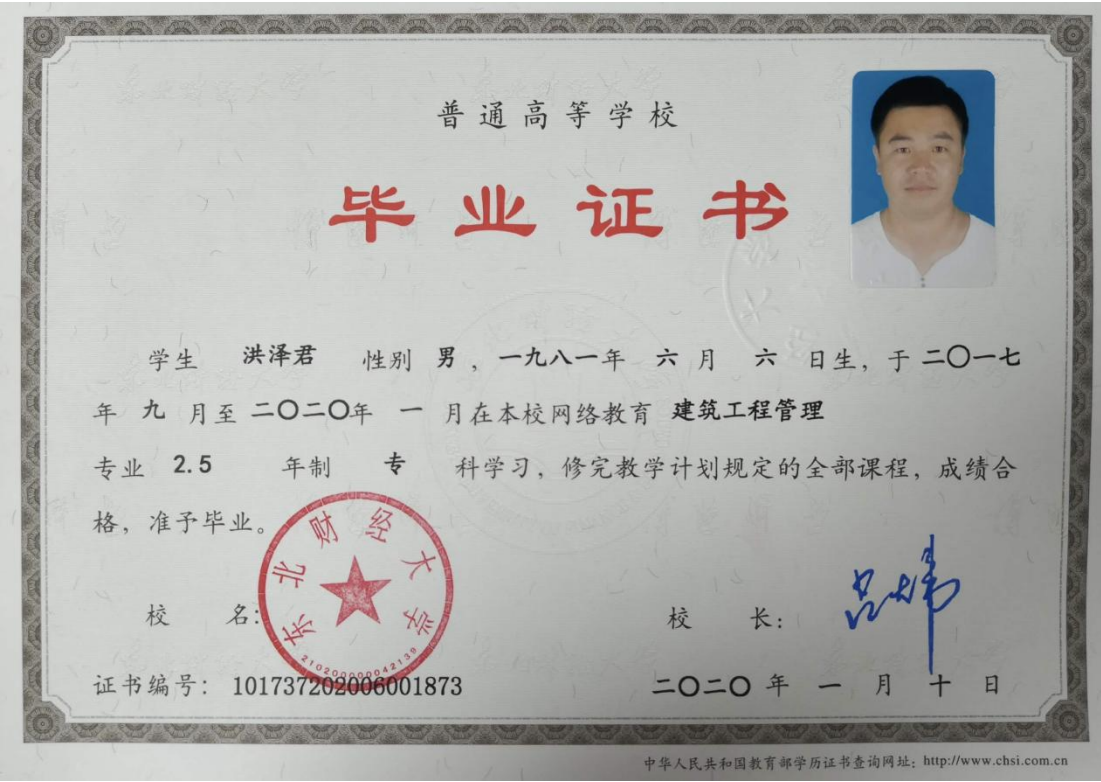 普通高等学校
毕业证书
学生 洪泽君 性别 男，一九八一年 六 月 六 日生，于 二〇一七
年 九 月至 二〇二〇年 一 月在本校网络教育 建筑工程管理
专业 2.5 年制 专 科学习，修完教学计划规定的全部课程，成绩合
格，准予毕业。
东北财经大学
2102000000042139
校 名： 校 长：
证书编号： 101737202006001873 二〇二〇 年 一 月 十 日
中华人民共和国教育部学历证书查询网址：http://www.chsi.com.cn